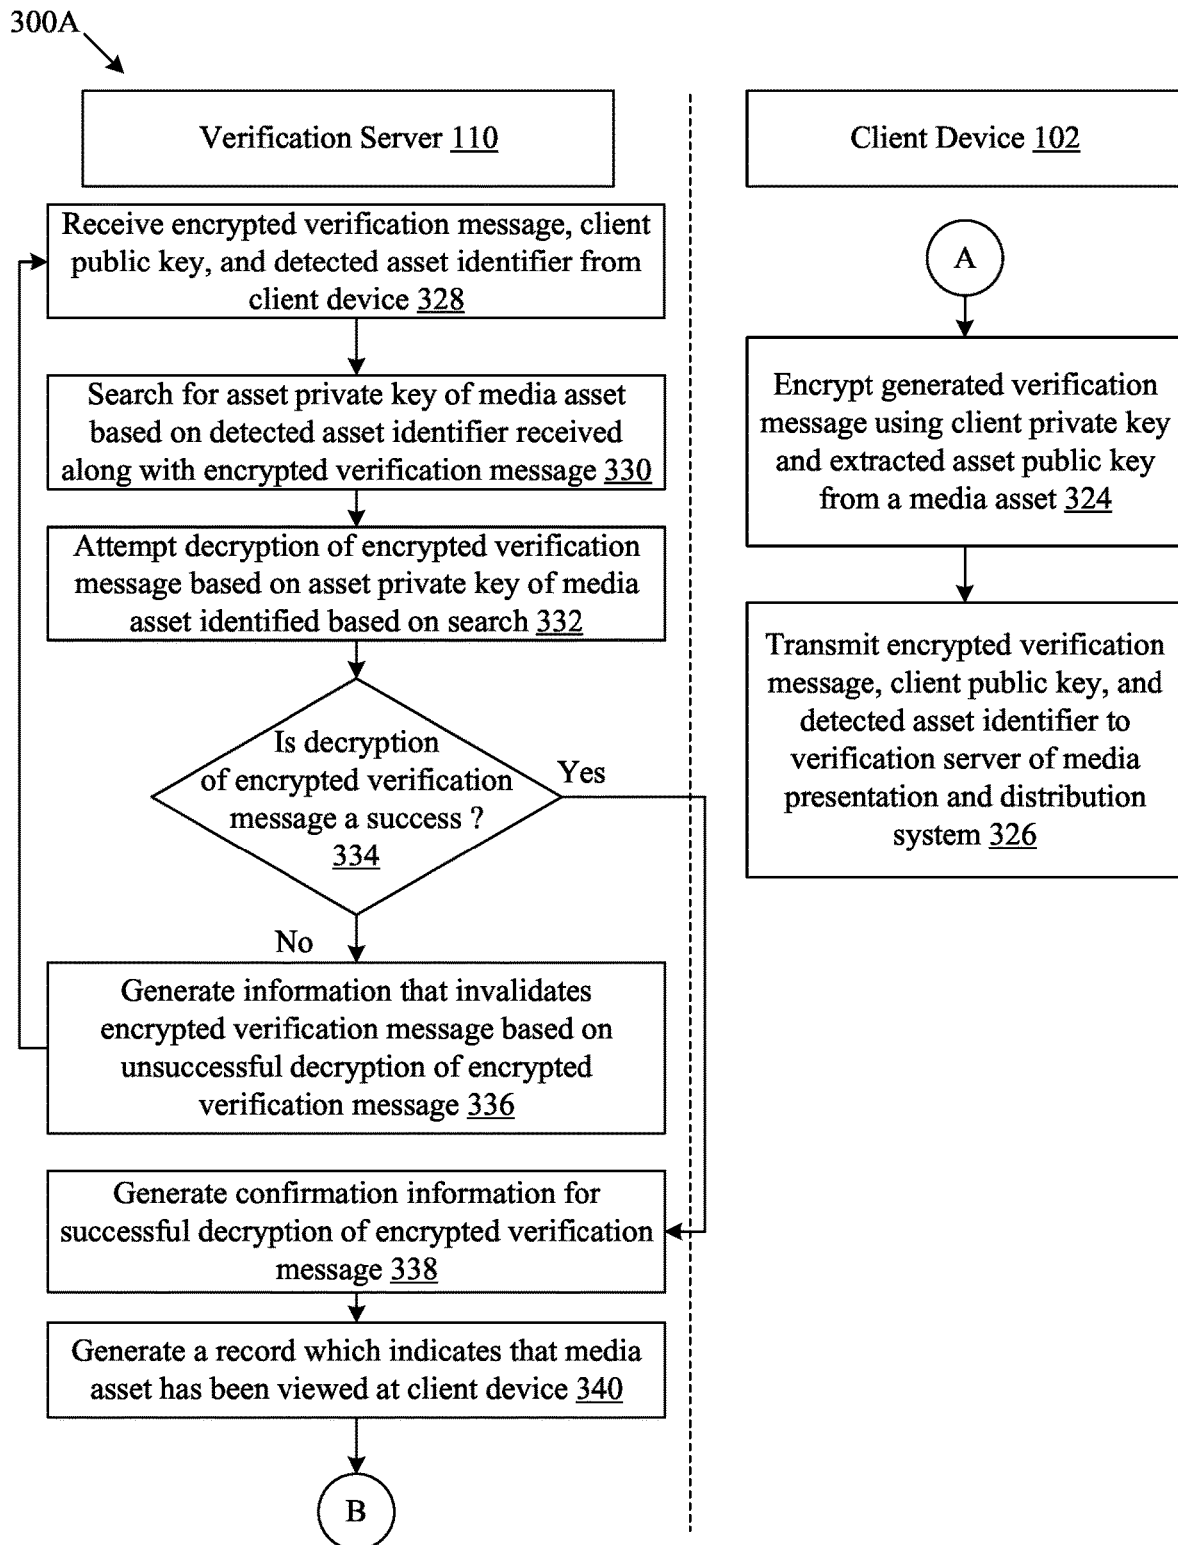 300A
Verification Server 110
Receive encrypted verification message, client
public key, and detected asset identifier from
client device 328
Search for asset private key of media asset
based on detected asset identifier received
along with encrypted verification message 330
Attempt decryption of encrypted verification
message based on asset private key of media
asset identified based on search 332
Is decryption
of encrypted verification
message a success ?
334
Yes
No
Generate information that invalidates
encrypted verification message based on
unsuccessful decryption of encrypted
verification message 336
Generate confirmation information for
successful decryption of encrypted verification
message 338
Generate a record which indicates that media
asset has been viewed at client device 340
B
Client Device 102
A
Encrypt generated verification
message using client private key
and extracted asset public key
from a media asset 324
Transmit encrypted verification
message, client public key, and
detected asset identifier to
verification server of media
presentation and distribution
system 326